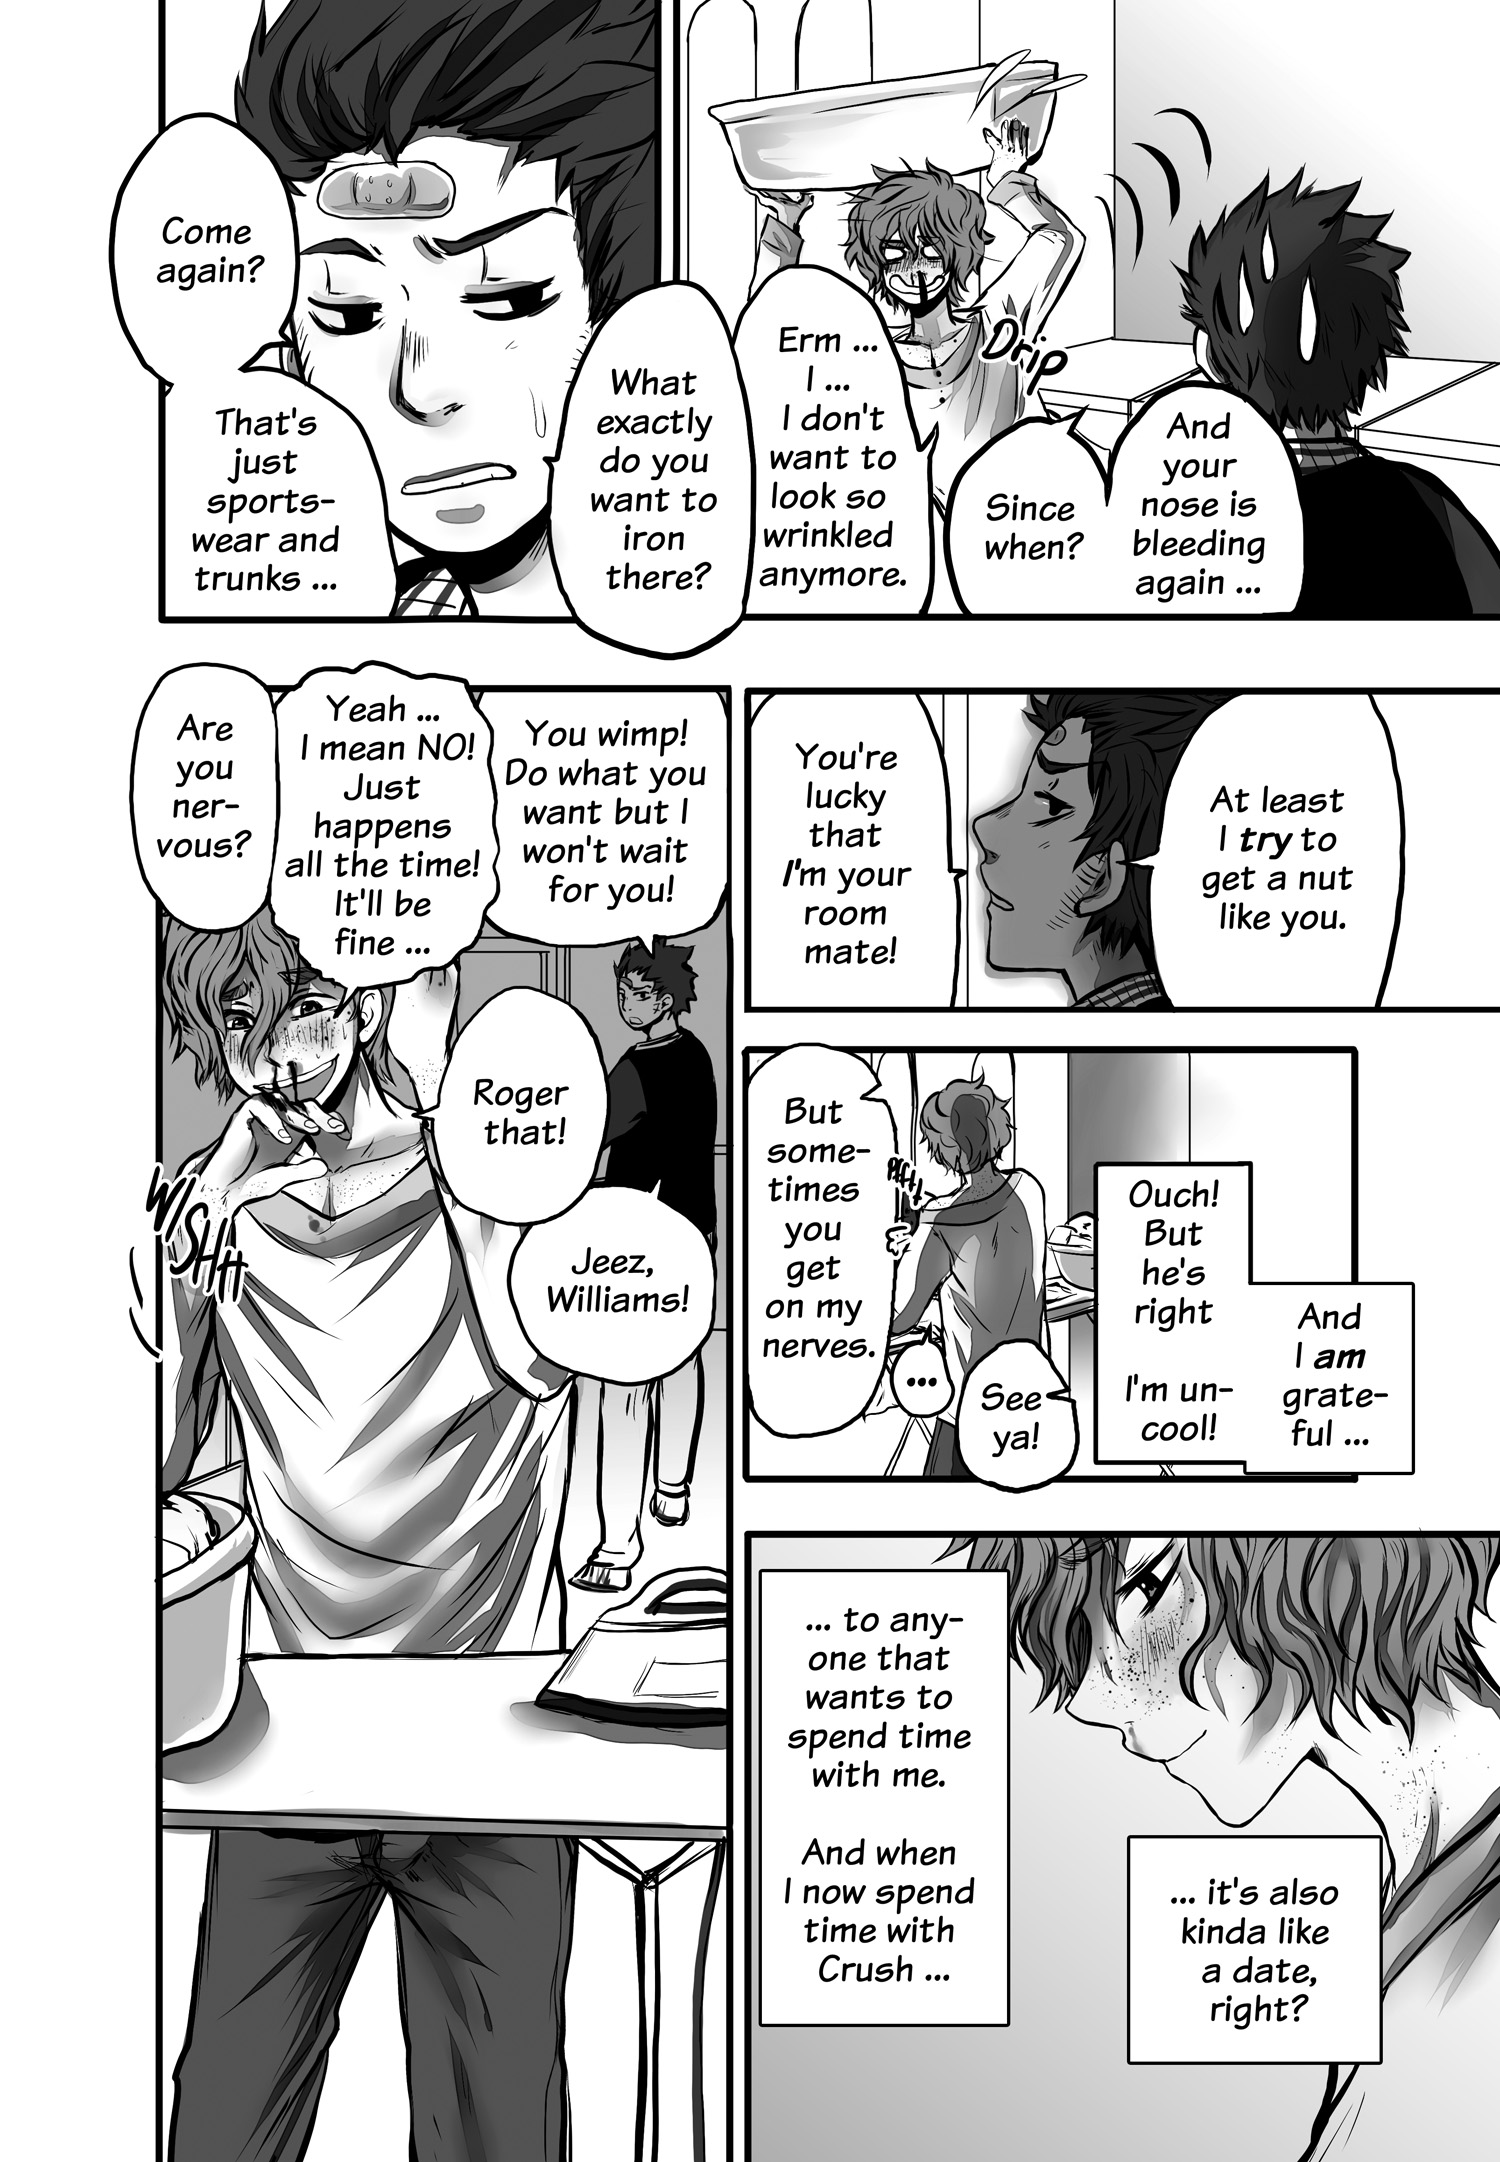 Come
again?
That's
just
sports-
wear and
trunks ...
What
exactly
do you
want to
iron
there?
Erm ...
I ...
I don't
want to
look so
wrinkled
anymore.
Drip
Since
when?
And
your
nose is
bleeding
again ...
Are
you
ner-
vous?
Yeah ...
I mean NO!
Just
happens
all the time!
It'll be
fine ...
You wimp!
Do what you
want but I
won't wait
for you!
Roger
that!
WISHH
Jeez,
Williams!
You're
lucky
that
I'm your
room
mate!
At least
I try to
get a nut
like you.
But
some-
times
you
get
on my
nerves.
...
See
ya!
Ouch!
But
he's
right
I'm un-
cool!
And
I am
grate-
ful ...
... to any-
one that
wants to
spend time
with me.
And when
I now spend
time with
Crush ...
... it's also
kinda like
a date,
right?